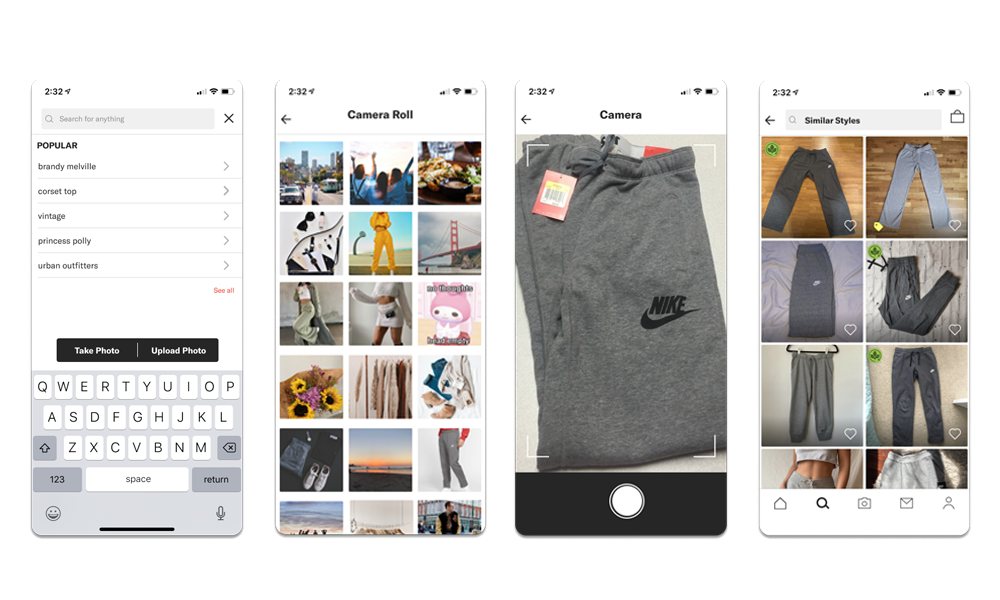 2:32
Search for anything
POPULAR
brandy melville
corset top
vintage
princess polly
urban outfitters
See all
Take Photo
Upload Photo
Q W E R T Y U I O P
A S D F G H J K L
Z X C V B N M
123
space
return
2:32
Camera Roll
no thoughts
head empty
2:32
Camera
NIKE
2:32
Similar Styles